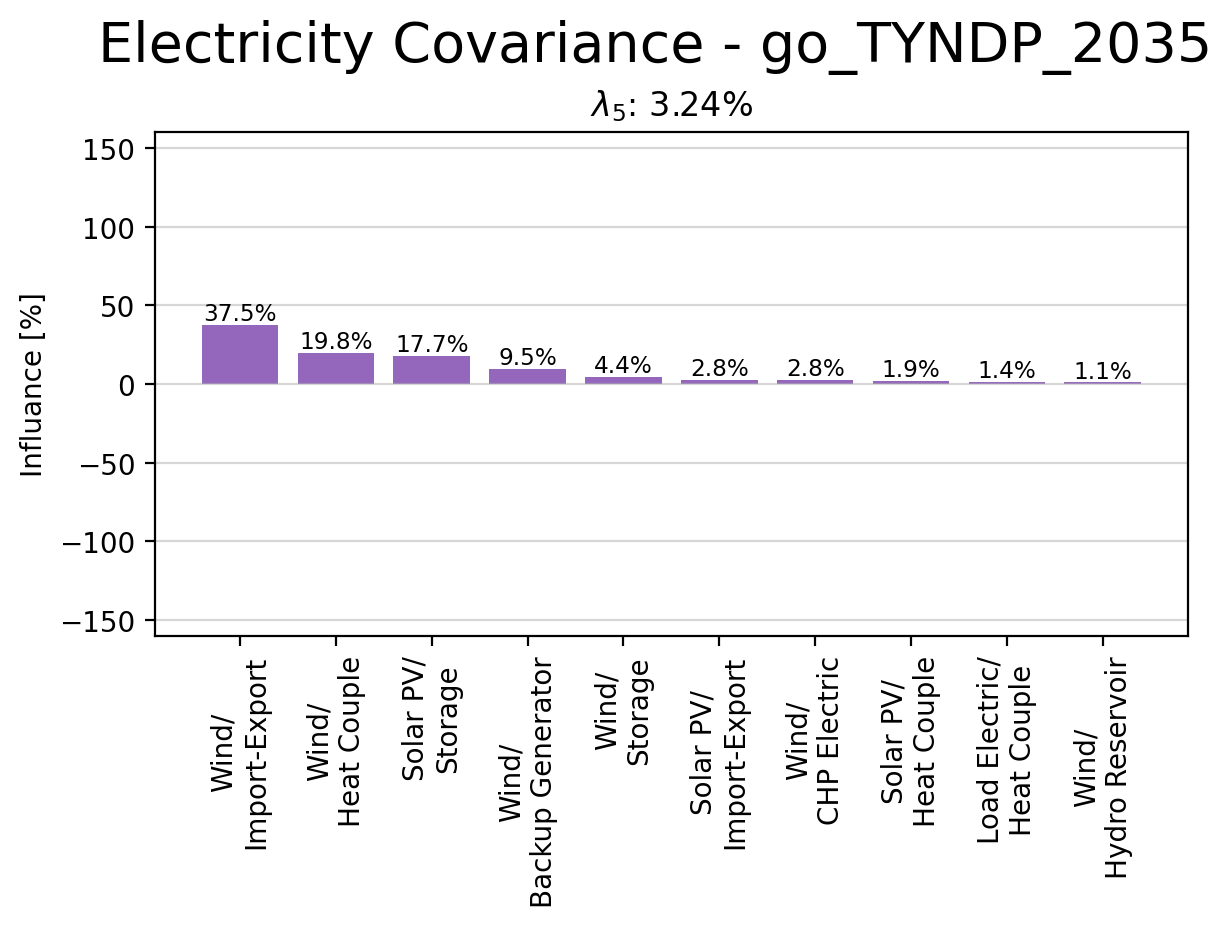 Electricity Covariance - go_TYNDP_2035
λ5: 3.24%
Influance [%]
150
100
50
0
−50
−100
−150
37.5%
19.8%
17.7%
9.5%
4.4%
2.8%
2.8%
1.9%
1.4%
1.1%
Wind/
Import-Export
Wind/
Heat Couple
Solar PV/
Storage
Wind/
Backup Generator
Wind/
Storage
Solar PV/
Import-Export
Wind/
CHP Electric
Solar PV/
Heat Couple
Load Electric/
Heat Couple
Wind/
Hydro Reservoir